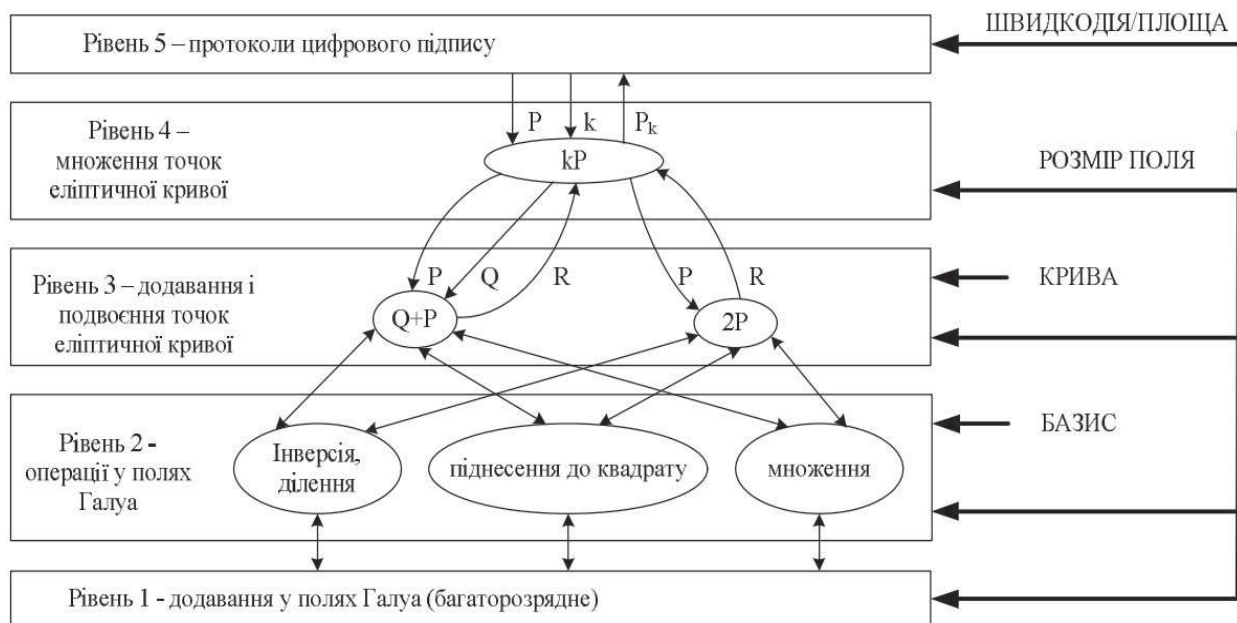 Рівень 5 – протоколи цифрового підпису
ШВИДКОДІЯ/ПЛОЩА
Рівень 4 –
множення точок
еліптичної кривої
P
k
Pk
kP
РОЗМІР ПОЛЯ
Рівень 3 – додавання і
подвоєння точок
еліптичної кривої
P
Q
R
P
R
Q+P
2P
КРИВА
Рівень 2 -
операції у полях
Галуа
Інверсія,
ділення
піднесення до квадрату
множення
БАЗИС
Рівень 1 - додавання у полях Галуа (багаторозрядне)